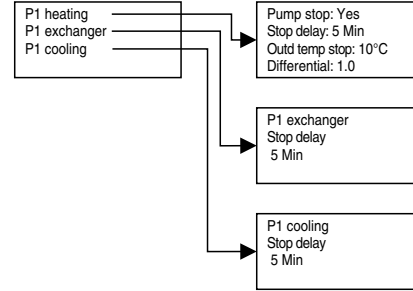 P1 heating
P1 exchanger
P1 cooling
Pump stop: Yes
Stop delay: 5 Min
Outd temp stop: 10°C
Differential: 1.0
P1 exchanger
Stop delay
5 Min
P1 cooling
Stop delay
5 Min